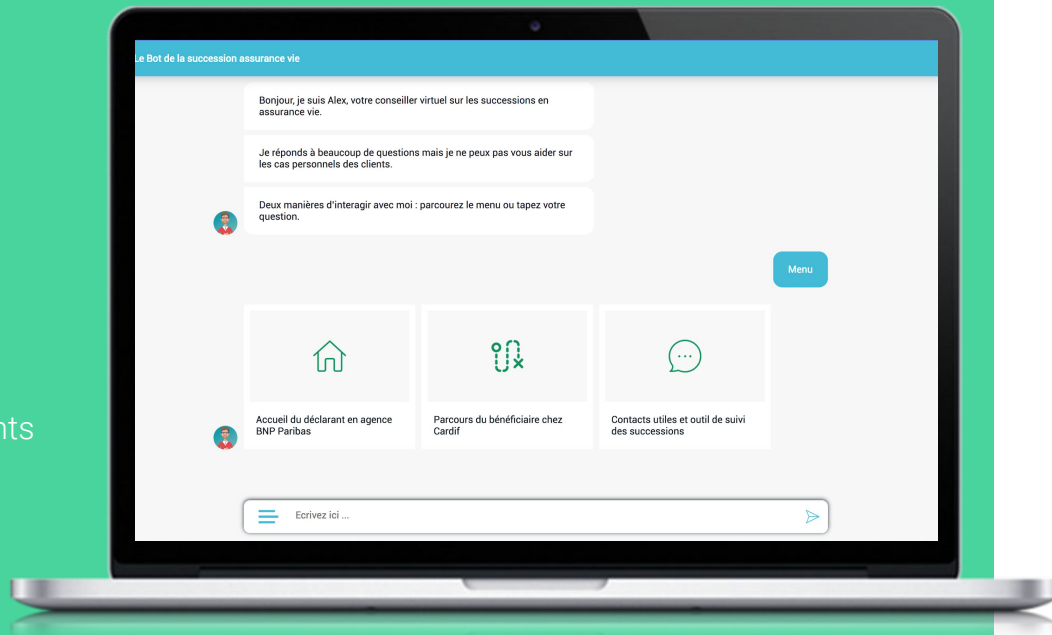 Le Bot de la succession assurance vie
Bonjour, je suis Alex, votre conseiller virtuel sur les successions en
assurance vie.
Je réponds à beaucoup de questions mais je ne peux pas vous aider sur
les cas personnels des clients.
Deux manières d'interagir avec moi : parcourez le menu ou tapez votre
question.
Menu
Accueil du déclarant en agence
BNP Paribas
Parcours du bénéficiaire chez
Cardif
Contacts utiles et outil de suivi
des successions
Ecrivez ici ...